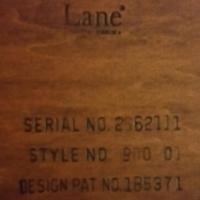 Lane®
SERIAL NO. 2562111
STYLE NO. 900 01
DESIGN PAT NO. 185371